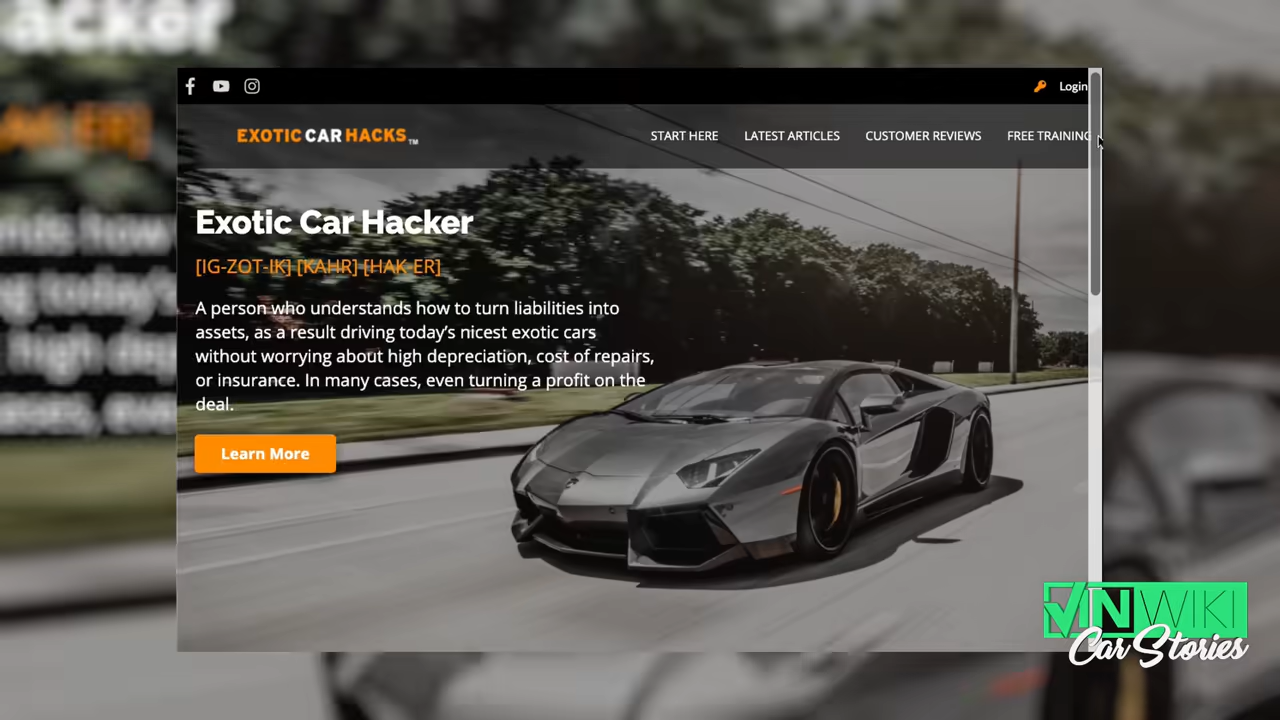 Login
EXOTIC CAR HACKS TM
START HERE LATEST ARTICLES CUSTOMER REVIEWS FREE TRAINING
Exotic Car Hacker
[IG-ZOT-IK] [KAHR] [HAK-ER]
A person who understands how to turn liabilities into
assets, as a result driving today’s nicest exotic cars
without worrying about high depreciation, cost of repairs,
or insurance. In many cases, even turning a profit on the
deal.
Learn More
VINWIKI
Car Stories